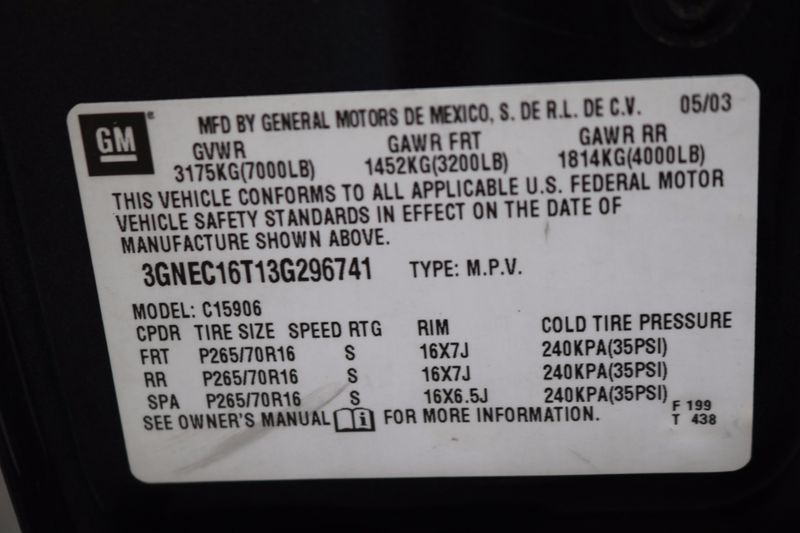 GM ®
MFD BY GENERAL MOTORS DE MEXICO, S. DE R.L. DE C.V. 05/03
GVWR GAWR FRT GAWR RR
3175KG(7000LB) 1452KG(3200LB) 1814KG(4000LB)
THIS VEHICLE CONFORMS TO ALL APPLICABLE U.S. FEDERAL MOTOR
VEHICLE SAFETY STANDARDS IN EFFECT ON THE DATE OF
MANUFACTURE SHOWN ABOVE.
3GNEC16T13G296741 TYPE: M.P.V.
MODEL: C15906
CPDR TIRE SIZE SPEED RTG RIM COLD TIRE PRESSURE
FRT P265/70R16 S 16X7J 240KPA(35PSI)
RR P265/70R16 S 16X7J 240KPA(35PSI)
SPA P265/70R16 S 16X6.5J 240KPA(35PSI)
SEE OWNER'S MANUAL i FOR MORE INFORMATION.
F 199
T 438